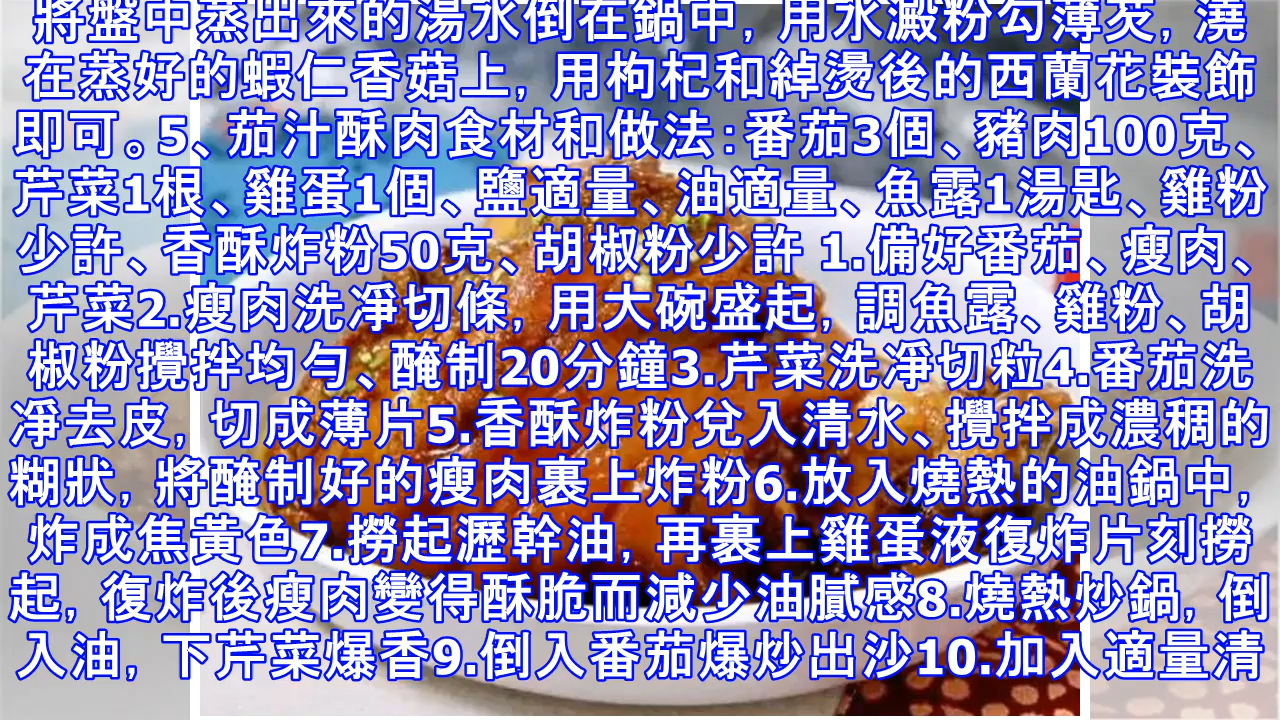 將盤中蒸出來的湯水倒在鍋中, 用水澱粉勾薄芡, 澆
在蒸好的蝦仁香菇上, 用枸杞和綽燙後的西蘭花裝飾
即可。5、茄汁酥肉食材和做法:番茄3個、豬肉100克、
芹菜1根、雞蛋1個、鹽適量、油適量、魚露1湯匙、雞粉
少許、香酥炸粉50克、胡椒粉少許 1.備好番茄、瘦肉、
芹菜2.瘦肉洗凈切條, 用大碗盛起, 調魚露、雞粉、胡
椒粉攪拌均勻、醃制20分鐘3.芹菜洗凈切粒4.番茄洗
凈去皮, 切成薄片5.香酥炸粉兌入清水、攪拌成濃稠的
糊狀, 將醃制好的瘦肉裹上炸粉6.放入燒熱的油鍋中,
炸成焦黃色7.撈起瀝幹油, 再裹上雞蛋液復炸片刻撈
起, 復炸後瘦肉變得酥脆而減少油膩感8.燒熱炒鍋, 倒
入油, 下芹菜爆香9.倒入番茄爆炒出沙10.加入適量清